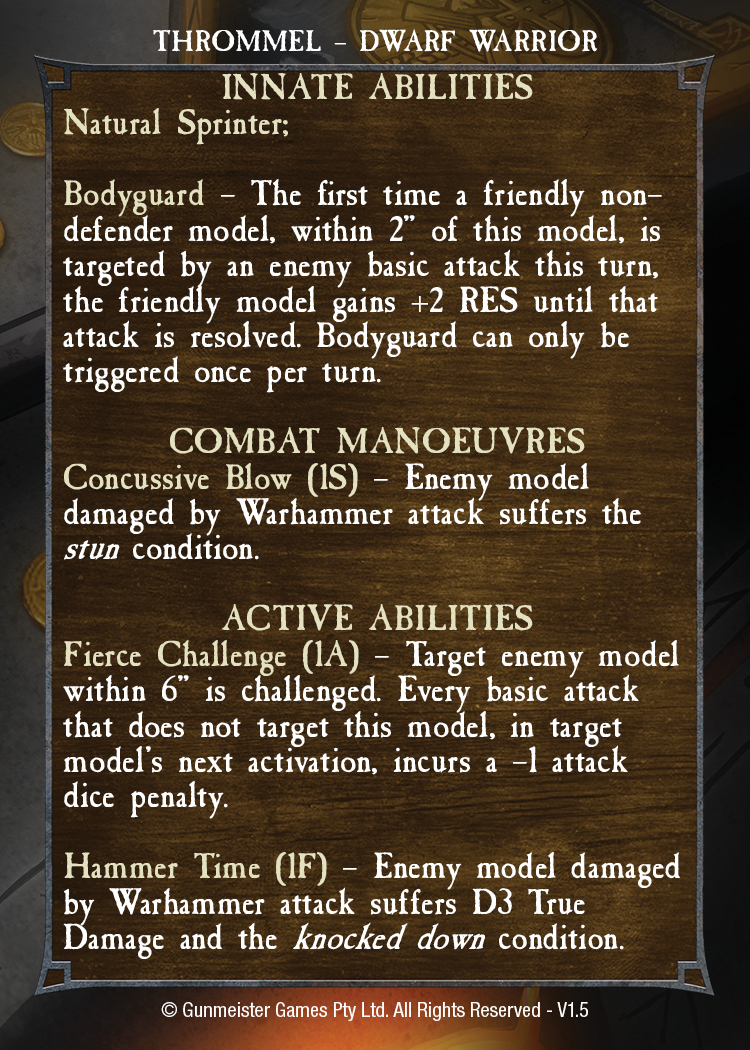 THROMMEL – DWARF WARRIOR
INNATE ABILITIES
Natural Sprinter;
Bodyguard – The first time a friendly non-
defender model, within 2" of this model, is
targeted by an enemy basic attack this turn,
the friendly model gains +2 RES until that
attack is resolved. Bodyguard can only be
triggered once per turn.
COMBAT MANOEUVRES
Concussive Blow (1S) – Enemy model
damaged by Warhammer attack suffers the
stun condition.
ACTIVE ABILITIES
Fierce Challenge (1A) – Target enemy model
within 6" is challenged. Every basic attack
that does not target this model, in target
model's next activation, incurs a -1 attack
dice penalty.
Hammer Time (1F) – Enemy model damaged
by Warhammer attack suffers D3 True
Damage and the knocked down condition.
© Gunmeister Games Pty Ltd. All Rights Reserved - V1.5